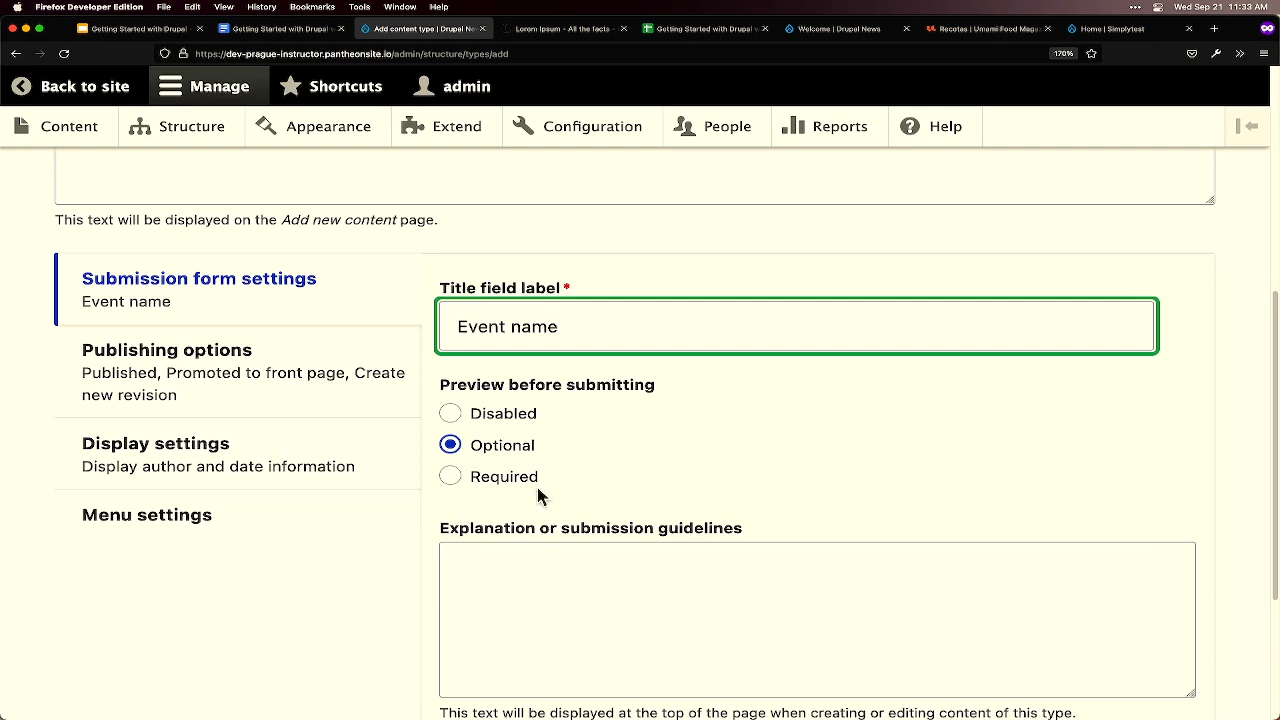 Firefox Developer Edition File Edit View History Bookmarks Tools Window Help Wed Sep 21 11:33 AM
Getting Started with Drupal - Getting Started with Drupal w Add content type | Drupal Ne Lorem Ipsum - All the facts - Getting Started with Drupal w Welcome | Drupal News Recetas | Umami Food Maga Home | Simplytest
https://dev-prague-instructor.pantheonsite.io/admin/structure/types/add 170%
Back to site Manage Shortcuts admin
Content Structure Appearance Extend Configuration People Reports Help
This text will be displayed on the Add new content page.
Submission form settings
Event name
Publishing options
Published, Promoted to front page, Create
new revision
Display settings
Display author and date information
Menu settings
Title field label *
Event name
Preview before submitting
Disabled
Optional
Required
Explanation or submission guidelines
This text will be displayed at the top of the page when creating or editing content of this type.